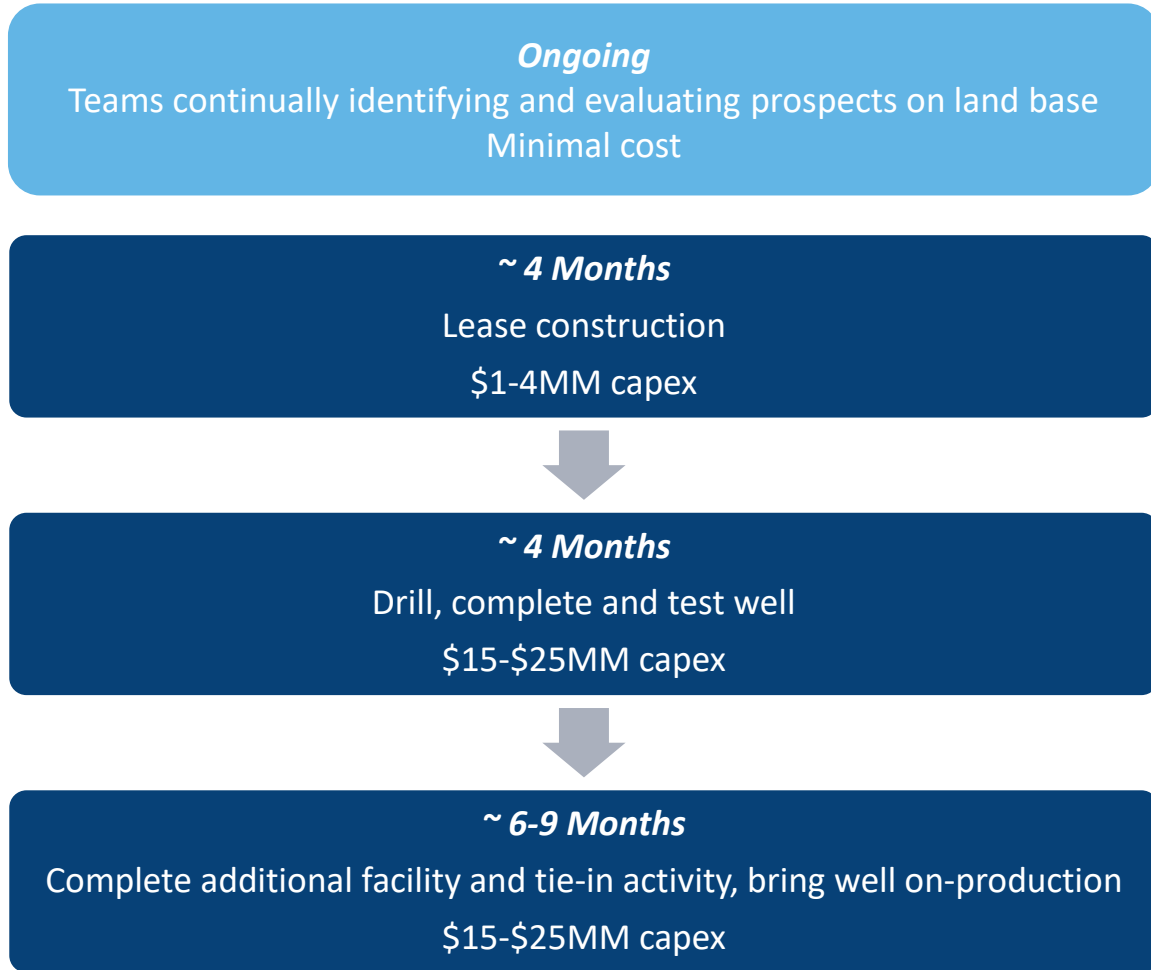 Ongoing
Teams continually identifying and evaluating prospects on land base
Minimal cost
~ 4 Months
Lease construction
$1-4MM capex
~ 4 Months
Drill, complete and test well
$15-$25MM capex
~ 6-9 Months
Complete additional facility and tie-in activity, bring well on-production
$15-$25MM capex